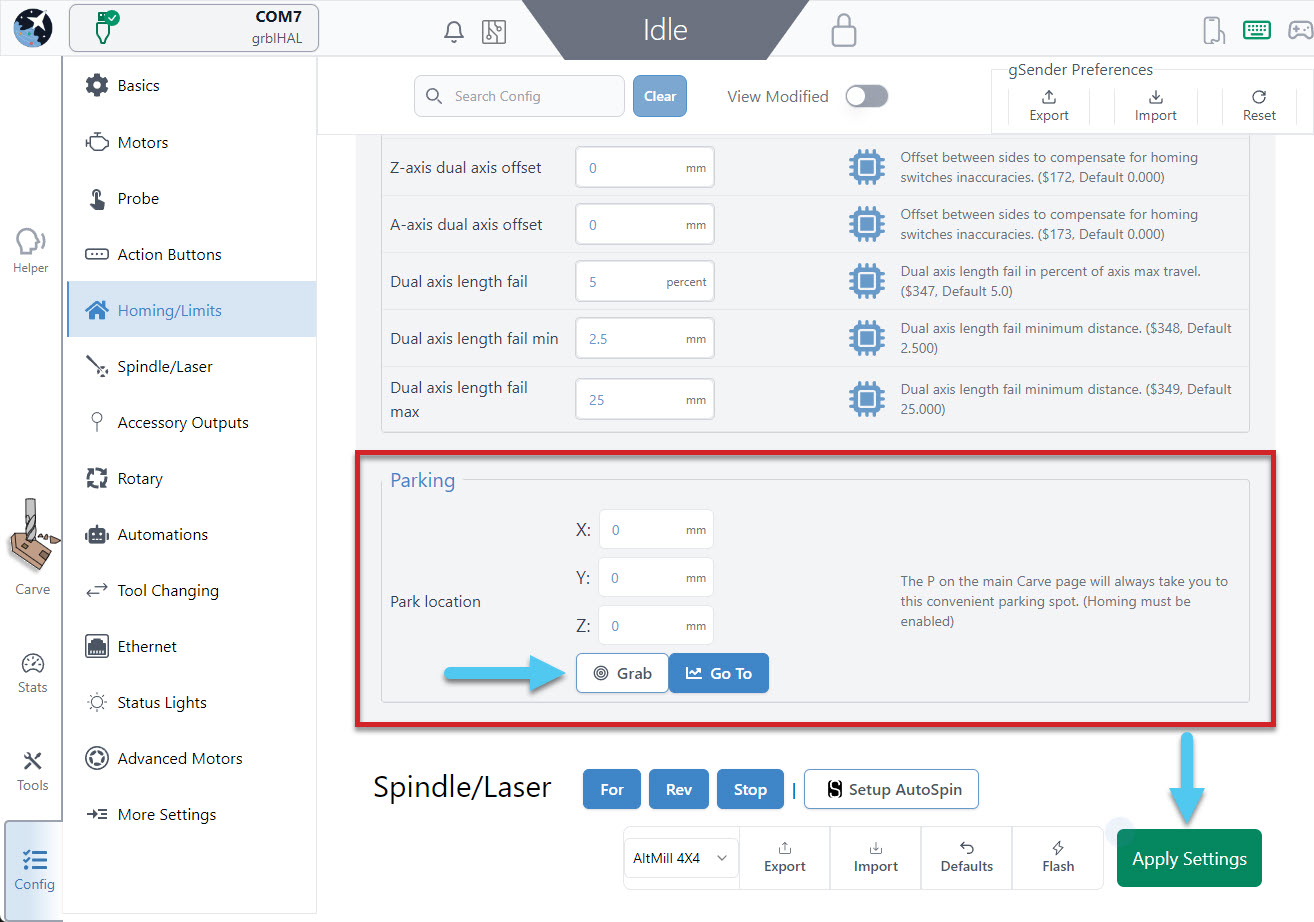 COM7
grblHAL
Idle
Helper
Carve
Stats
Tools
Config
Basics
Motors
Probe
Action Buttons
Homing/Limits
Spindle/Laser
Accessory Outputs
Rotary
Automations
Tool Changing
Ethernet
Status Lights
Advanced Motors
More Settings
Search Config
Clear
View Modified
gSender Preferences
Export
Import
Reset
Z-axis dual axis offset
0 mm
Offset between sides to compensate for homing
switches inaccuracies. ($172, Default 0.000)
A-axis dual axis offset
0 mm
Offset between sides to compensate for homing
switches inaccuracies. ($173, Default 0.000)
Dual axis length fail
5 percent
Dual axis length fail in percent of axis max travel.
($347, Default 5.0)
Dual axis length fail min
2.5 mm
Dual axis length fail minimum distance. ($348, Default
2.500)
Dual axis length fail
max
25 mm
Dual axis length fail minimum distance. ($349, Default
25.000)
Parking
Park location
X: 0 mm
Y: 0 mm
Z: 0 mm
Grab
Go To
The P on the main Carve page will always take you to
this convenient parking spot. (Homing must be
enabled)
Spindle/Laser
For
Rev
Stop
Setup AutoSpin
AltMill 4X4
Export
Import
Defaults
Flash
Apply Settings